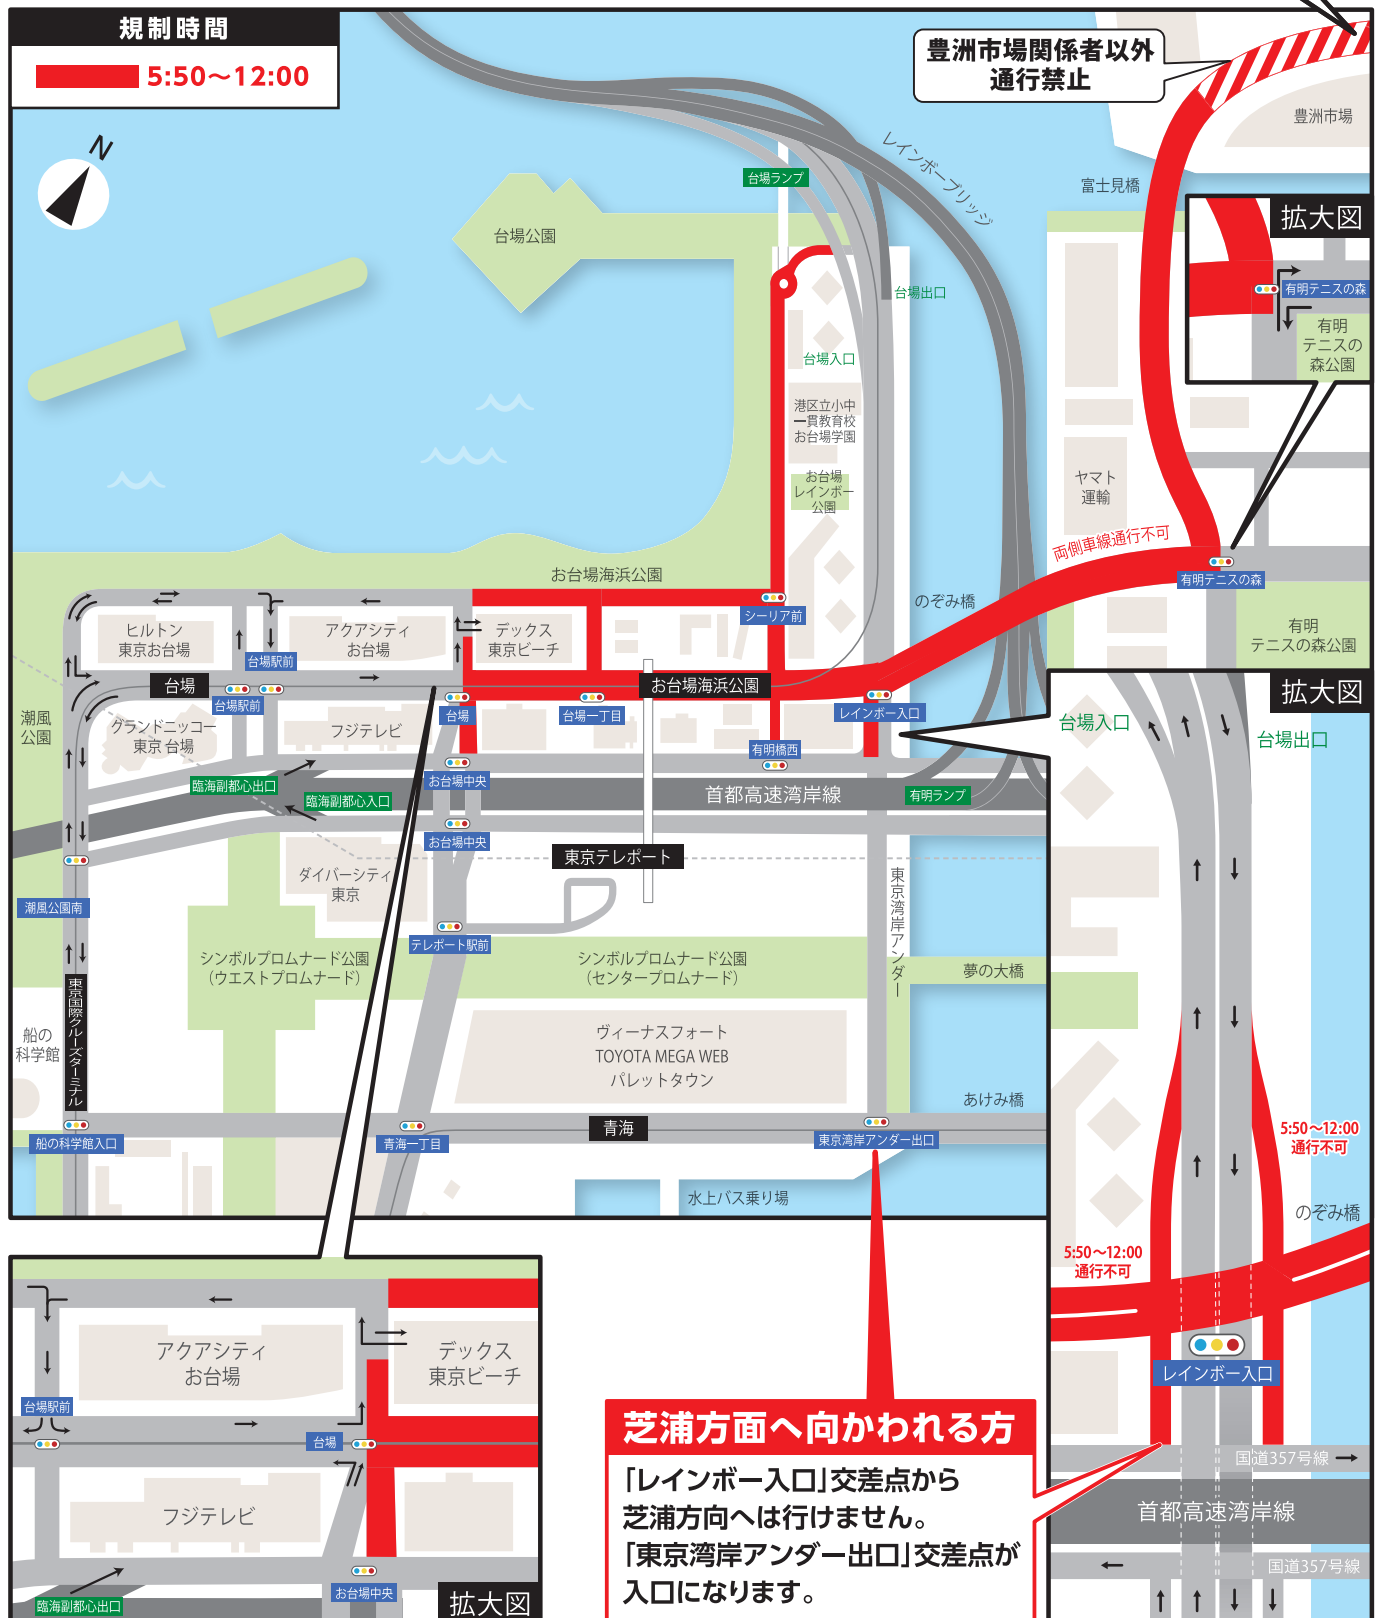 規制時間
5:50〜12:00
N
豊洲市場関係者以外
通行禁止
豊洲市場
富士見橋
レインボーブリッジ
台場ランプ
台場公園
台場出口
台場入口
港区立小中
一貫教育校
お台場学園
お台場
レインボー
公園
ヤマト
運輸
拡大図
有明テニスの森
有明
テニスの
森公園
両側車線通行不可
有明テニスの森
有明
テニスの森公園
お台場海浜公園
シーリア前
のぞみ橋
ヒルトン
東京お台場
アクアシティ
お台場
デックス
東京ビーチ
台場駅前
台場
台場駅前
台場
台場一丁目
お台場海浜公園
レインボー入口
潮風
公園
グランドニッコー
東京 台場
フジテレビ
有明橋西
臨海副都心出口
臨海副都心入口
お台場中央
首都高速湾岸線
有明ランプ
お台場中央
東京テレポート
ダイバーシティ
東京
潮風公園南
テレポート駅前
東京湾岸アンダー
シンボルプロムナード公園
(ウエストプロムナード)
シンボルプロムナード公園
(センタープロムナード)
夢の大橋
東京国際クルーズターミナル
船の
科学館
ヴィーナスフォート
TOYOTA MEGA WEB
パレットタウン
あけみ橋
船の科学館入口
青海一丁目
青海
東京湾岸アンダー出口
水上バス乗り場
拡大図
台場入口
台場出口
5:50〜12:00
通行不可
のぞみ橋
5:50〜12:00
通行不可
レインボー入口
国道357号線
首都高速湾岸線
国道357号線
アクアシティ
お台場
デックス
東京ビーチ
台場駅前
台場
フジテレビ
お台場中央
臨海副都心出口
拡大図
芝浦方面へ向かわれる方
「レインボー入口」交差点から
芝浦方向へは行けません。
「東京湾岸アンダー出口」交差点が
入口になります。